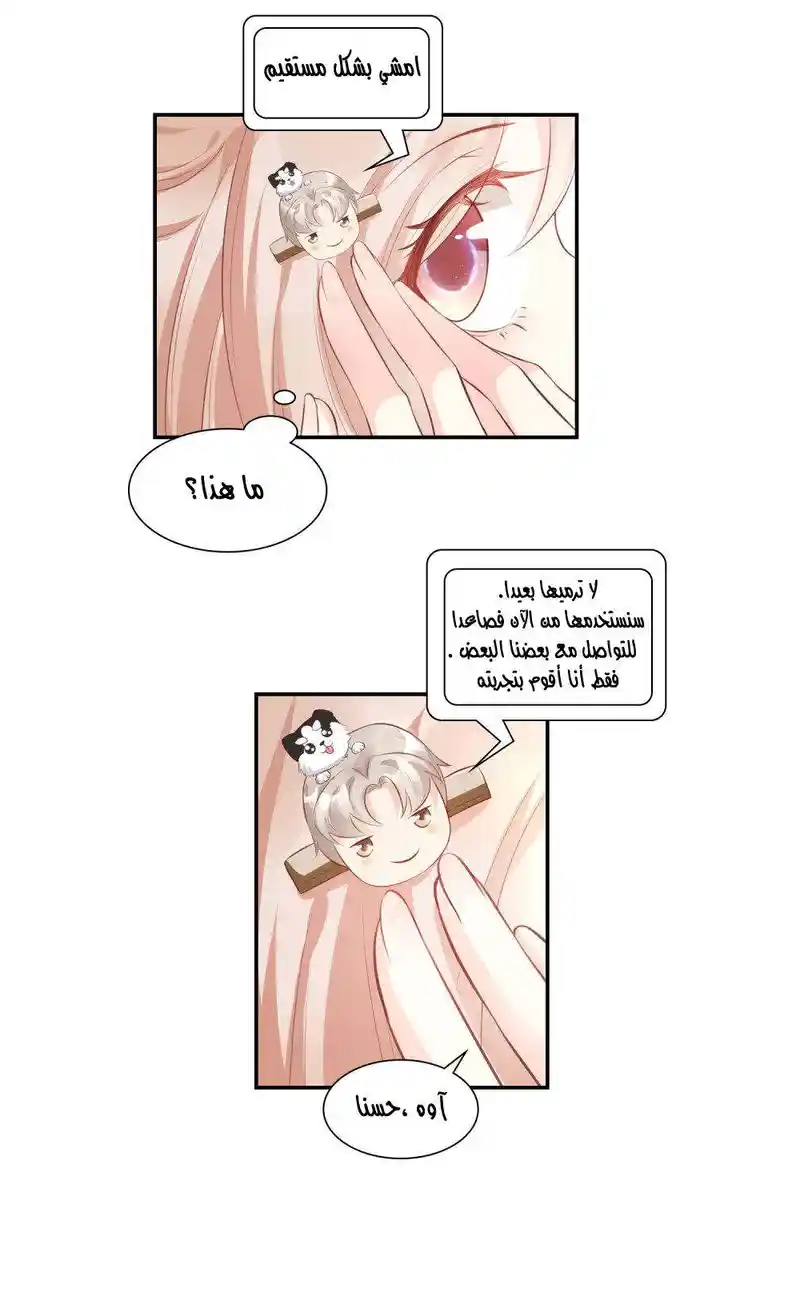 امشي بشكل مستقيم
ما هذا؟
لا ترميها بعيدا.
سنستخدمها من الآن فصاعدا
للتواصل مع بعضنا البعض .
فقط أنا أقوم بتجربته
آوه ،حسنا